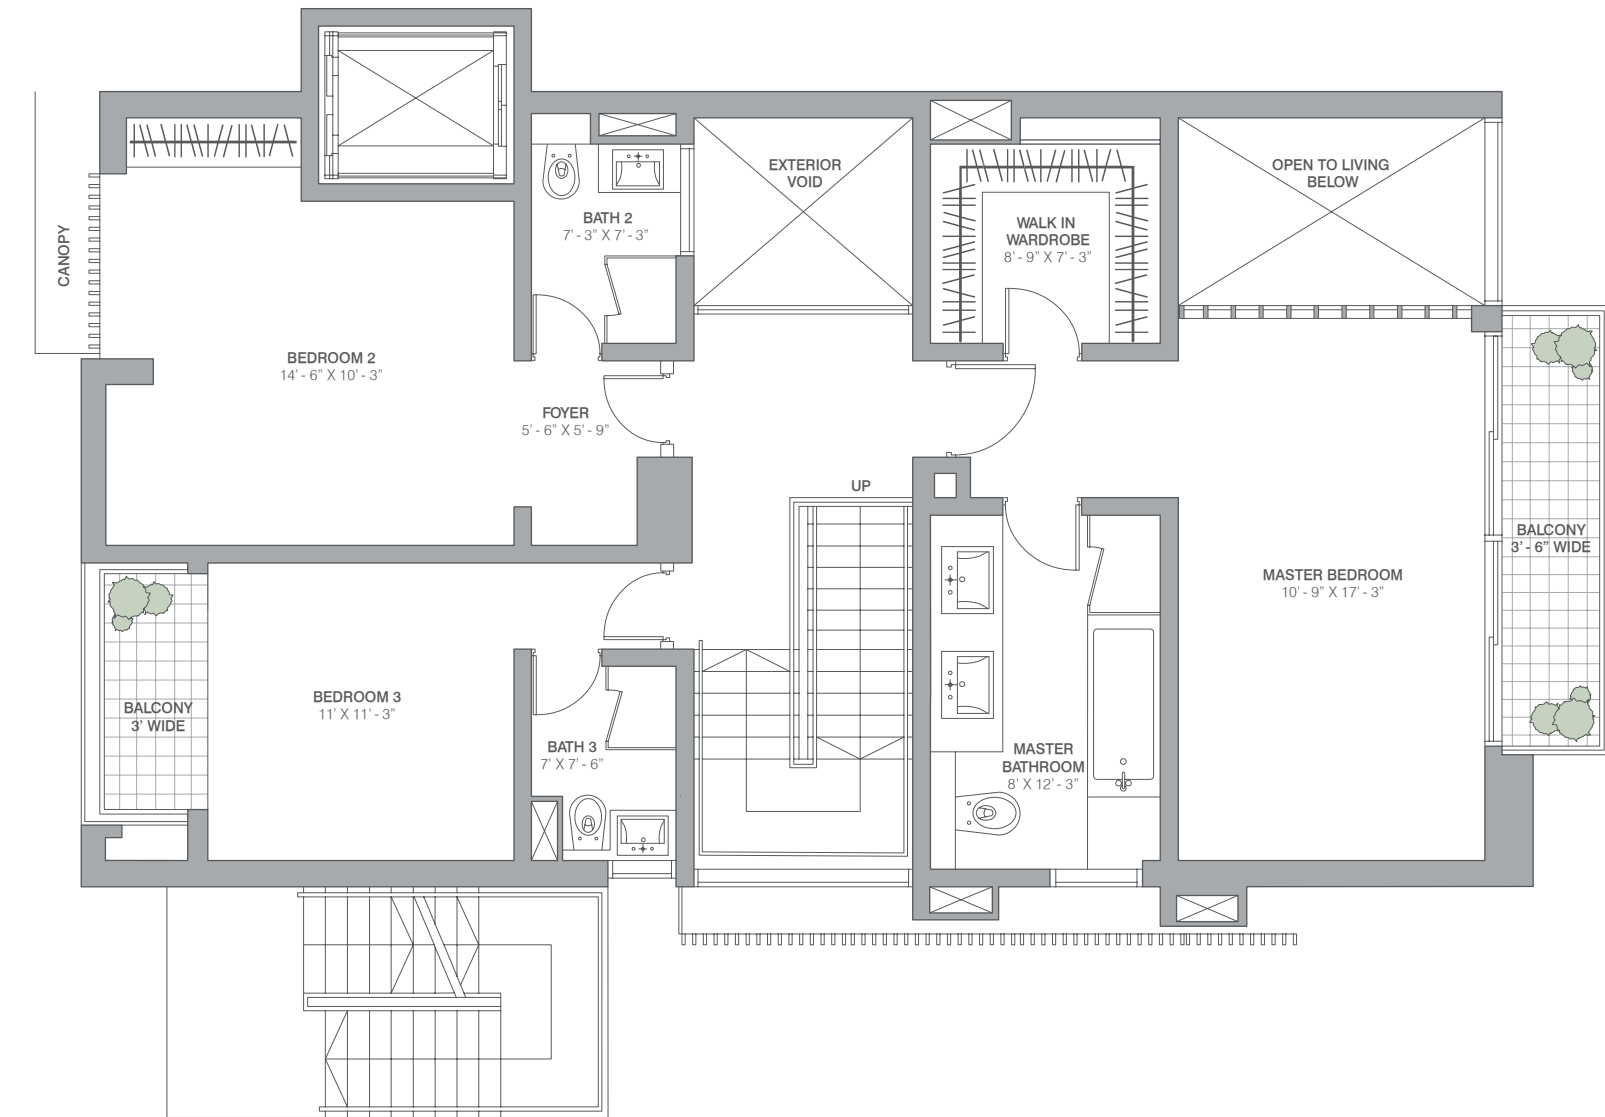 EXTERIOR
VOID
OPEN TO LIVING
BELOW
BATH 2
7' - 3” X 7' - 3”
WALK IN
WARDROBE
8' - 9” X 7' - 3”
CANOPY
BEDROOM 2
14' - 6” X 10' - 3”
FOYER
5' - 6” X 5' - 9”
UP
BALCONY
3' - 6” WIDE
MASTER BEDROOM
10' - 9” X 17' - 3”
BEDROOM 3
11' X 11' - 3”
BALCONY
3' WIDE
BATH 3
7' X 7' - 6”
MASTER
BATHROOM
8' X 12' - 3”